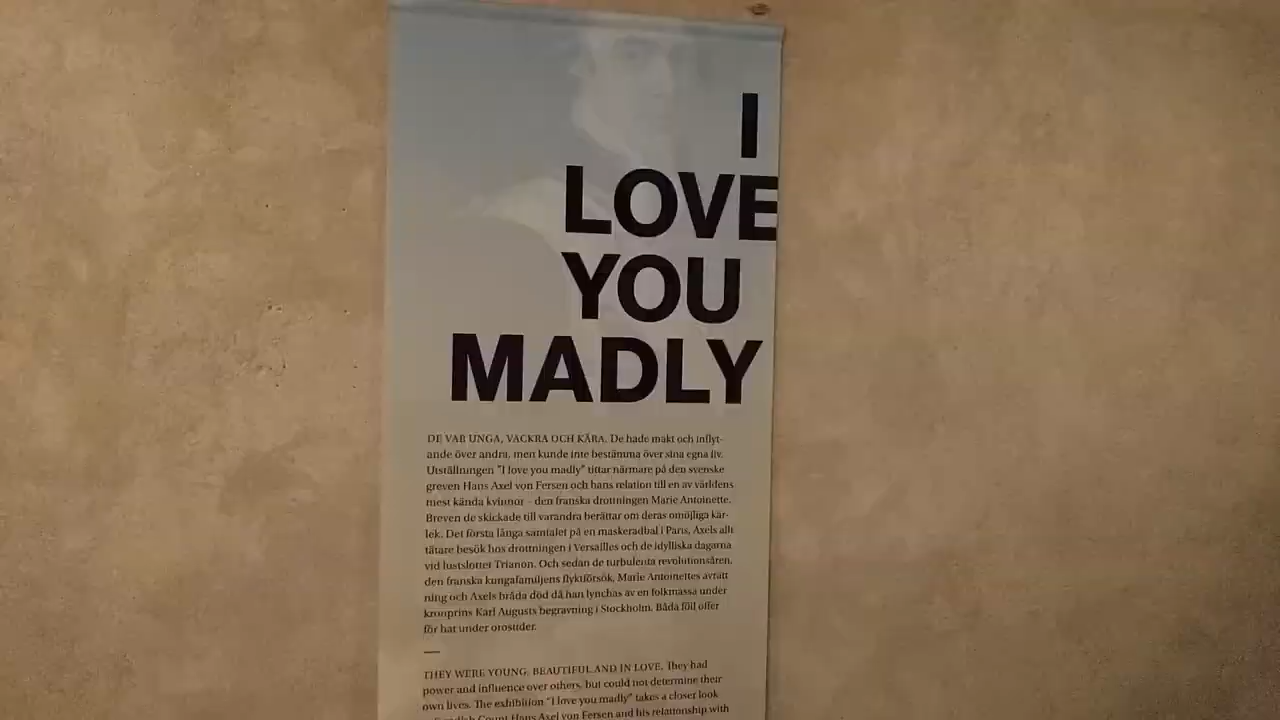 I
LOVE
YOU
MADLY
DE VAR UNGA, VACKRA OCH KÄRA. De hade makt och inflyt-
ande över andra, men kunde inte bestämma över sina egna liv.
Utställningen "I love you madly" tittar närmare på den svenske
greven Hans Axel von Fersen och hans relation till en av världens
mest kända kvinnor – den franska drottningen Marie Antoinette.
Breven de skickade till varandra berättar om deras omöjliga kär-
lek. Det första långa samtalet på en maskeradbal i Paris, Axels allt
tätare besök hos drottningen i Versailles och de idylliska dagarna
vid lustslottet Trianon. Och sedan de turbulenta revolutionsåren,
den franska kungafamiljens flyktförsök, Marie Antoinettes avrätt
ning och Axels bråda död då han lynchas av en folkmassa under
kronprins Karl Augusts begravning i Stockholm. Båda föll offer
för hat under orostider.
THEY WERE YOUNG, BEAUTIFUL AND IN LOVE. They had
power and influence over others, but could not determine their
own lives. The exhibition "I love you madly" takes a closer look
Count Hans Axel von Fersen and his relationship with